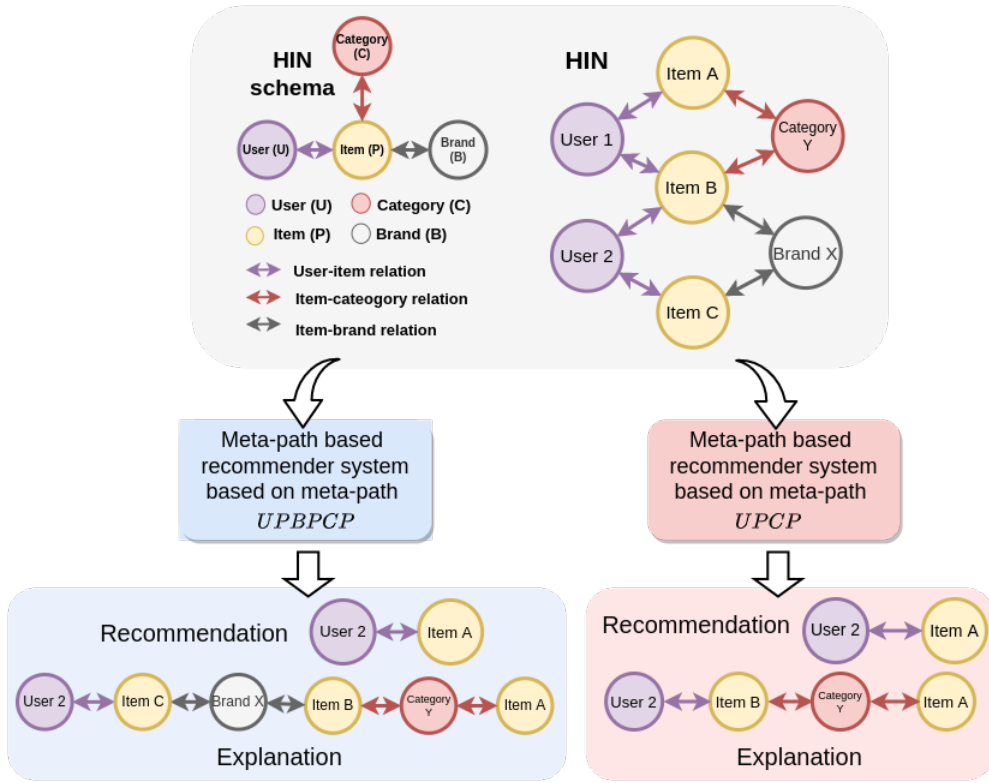 HIN
schema
Category
(C)
User (U)
Item (P)
Brand
(B)
User (U)
Category (C)
Item (P)
Brand (B)
User-item relation
Item-cateogory relation
Item-brand relation
HIN
Item A
User 1
Category
Y
Item B
User 2
Brand X
Item C
Meta-path based
recommender system
based on meta-path
UPBPCP
Meta-path based
recommender system
based on meta-path
UPCP
Recommendation
User 2
Item A
User 2
Item C
Brand X
Item B
Category
Y
Item A
Explanation
Recommendation
User 2
Item A
User 2
Item B
Category
Y
Item A
Explanation